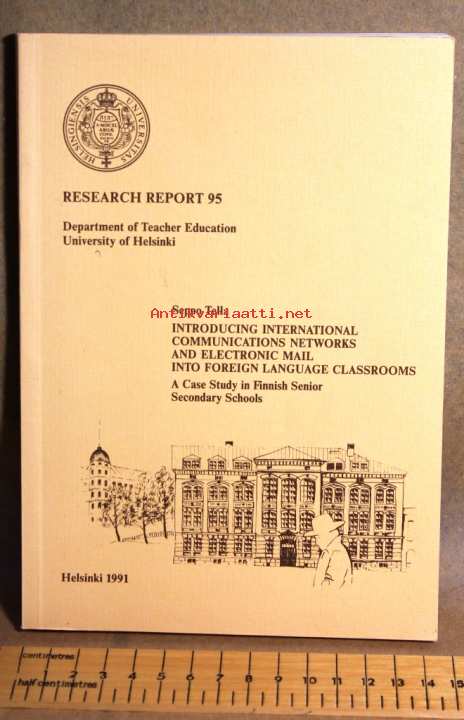 UNIVERSITAS
HELSINGIENSIS
RESEARCH REPORT 95
Department of Teacher Education
University of Helsinki
Seppo Tella
Antikvariaatti.net
INTRODUCING INTERNATIONAL
COMMUNICATIONS NETWORKS
AND ELECTRONIC MAIL
INTO FOREIGN LANGUAGE CLASSROOMS
A Case Study in Finnish Senior
Secondary Schools
Helsinki 1991
centimetres
1 2 3 4 5 6 7 8 9 10 11 12 13 14 15
half centimetres